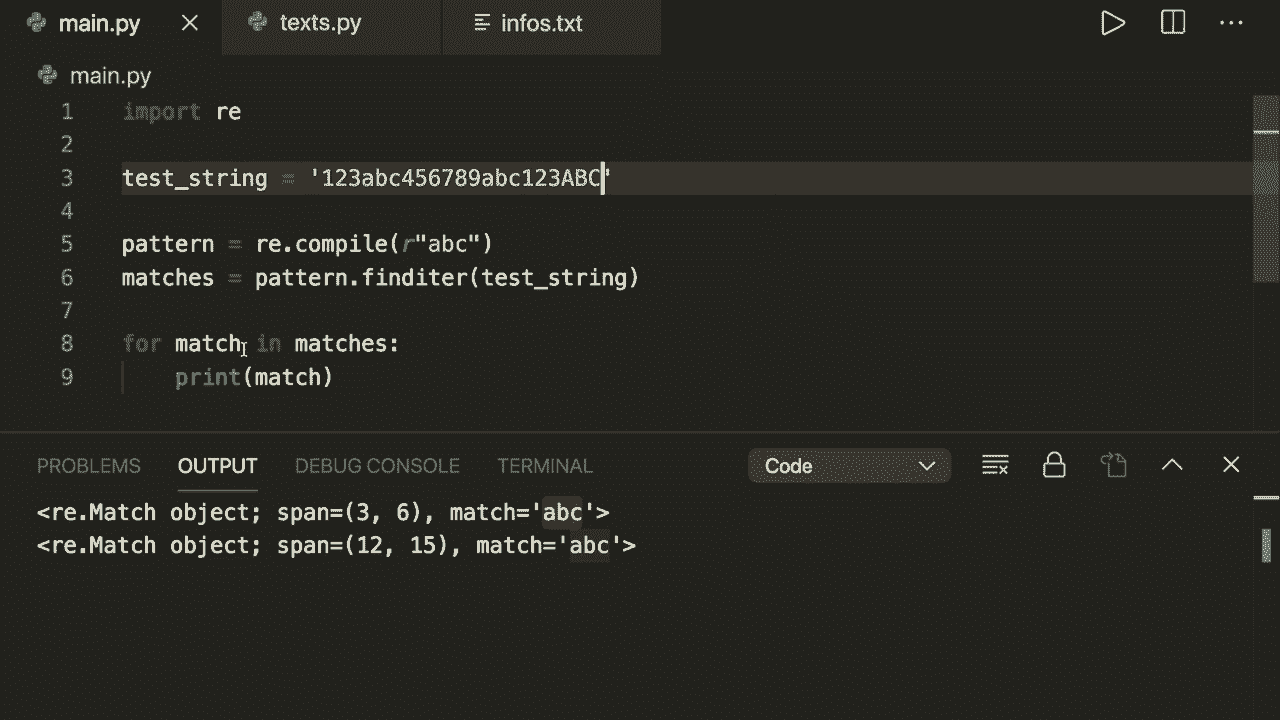 main.py texts.py infos.txt
main.py
1 import re
2
3 test_string = '123abc456789abc123ABC'
4
5 pattern = re.compile(r"abc")
6 matches = pattern.finditer(test_string)
7
8 for match in matches:
9     print(match)
PROBLEMS OUTPUT DEBUG CONSOLE TERMINAL Code
<re.Match object; span=(3, 6), match='abc'>
<re.Match object; span=(12, 15), match='abc'>